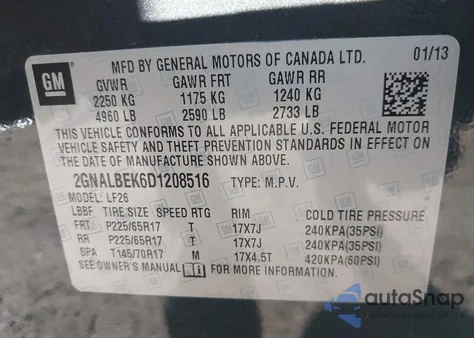 GM
MFD BY GENERAL MOTORS OF CANADA LTD. 01/13
GVWR GAWR FRT GAWR RR
2250 KG 1175 KG 1240 KG
4960 LB 2590 LB 2733 LB
THIS VEHICLE CONFORMS TO ALL APPLICABLE U.S. FEDERAL MOTOR
VEHICLE SAFETY AND THEFT PREVENTION STANDARDS IN EFFECT ON
THE DATE OF MANUFACTURE SHOWN ABOVE.
2GNALBEK6D1208516 TYPE: M.P.V.
MODEL: LF26
LBBF TIRE SIZE SPEED RTG RIM COLD TIRE PRESSURE
FRT P225/65R17 T 17X7J 240KPA(35PSI)
RR P225/65R17 T 17X7J 240KPA(35PSI)
SPA T145/70R17 M 17X4.5T 420KPA(60PSI)
SEE OWNER'S MANUAL FOR MORE INFORMATION.
autoSnap